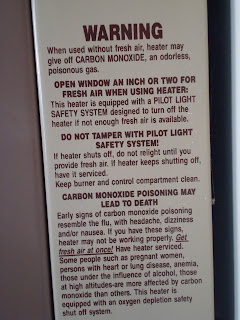 WARNING
When used without fresh air, heater may
give off CARBON MONOXIDE, an odorless,
poisonous gas.
OPEN WINDOW AN INCH OR TWO FOR
FRESH AIR WHEN USING HEATER:
This heater is equipped with a PILOT LIGHT
SAFETY SYSTEM designed to turn off the
heater if not enough fresh air is available.
DO NOT TAMPER WITH PILOT LIGHT
SAFETY SYSTEM!
If heater shuts off, do not relight until you
provide fresh air. If heater keeps shutting off,
have it serviced.
Keep burner and control compartment clean.
CARBON MONOXIDE POISONING MAY
LEAD TO DEATH
Early signs of carbon monoxide poisoning
resemble the flu, with headache, dizziness
and/or nausea. If you have these signs,
heater may not be working properly. Get
fresh air at once! Have heater serviced.
Some people such as pregnant women,
persons with heart or lung disease, anemia,
those under the influence of alcohol, those
at high altitudes-are more affected by carbon
monoxide than others. This heater is
equipped with an oxygen depletion safety
shut off system.